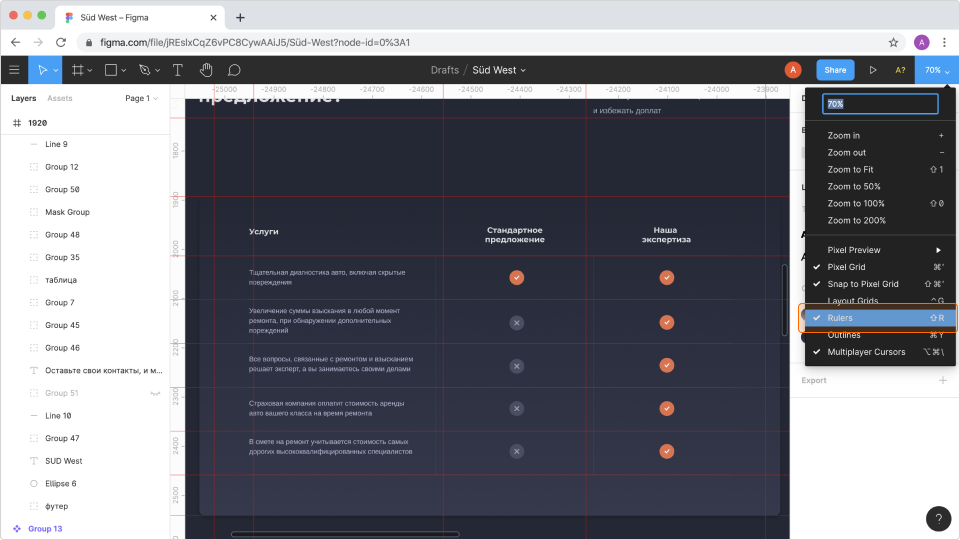 Süd West – Figma
figma.com/file/jREslxCqZ6vPC8CywAAiJ5/Süd-West?node-id=0%3A1
A
Drafts / Süd West
A
Share
A?
70%
Layers
Assets
Page 1
1920
Line 9
Group 12
Group 50
Mask Group
Group 48
Group 35
таблица
Group 7
Group 45
Group 46
Оставьте свои контакты, и м...
Group 51
Line 10
Group 47
SUD West
Ellipse 6
футер
Group 13
-25000 -24900 -24800 -24700 -24600 -24500 -24400 -24300 -24200 -24100 -24000 -23900
1800
1900
2000
2100
2200
2300
2400
2500
предложение?
и избежать доплат
Услуги
Стандартное
предложение
Наша
экспертиза
Тщательная диагностика авто, включая скрытые
повреждения
Увеличение суммы взыскания в любой момент
ремонта, при обнаружении дополнительных
повреждений
Все вопросы, связанные с ремонтом и взысканием
решает эксперт, а вы занимаетесь своими делами
Страховая компания оплатит стоимость аренды
авто вашего класса на время ремонта
В смете на ремонт учитывается стоимость самых
дорогих высококвалифицированных специалистов
70%
Zoom in +
Zoom out −
Zoom to Fit ⇧1
Zoom to 50%
Zoom to 100% ⇧0
Zoom to 200%
Pixel Preview
Pixel Grid ⌘'
Snap to Pixel Grid ⇧⌘'
Layout Grids ⌃G
Rulers ⇧R
Outlines ⌘Y
Multiplayer Cursors ⌥⌘\
Export
?